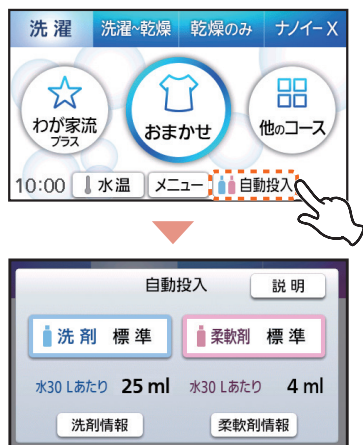 洗濯 洗濯~乾燥 乾燥のみ ナノイーX
わが家流
プラス
おまかせ
他のコース
10:00 水温 メニュー 自動投入
自動投入 説明
洗剤 標準 柔軟剤 標準
水30 Lあたり 25 ml 水30 Lあたり 4 ml
洗剤情報 柔軟剤情報